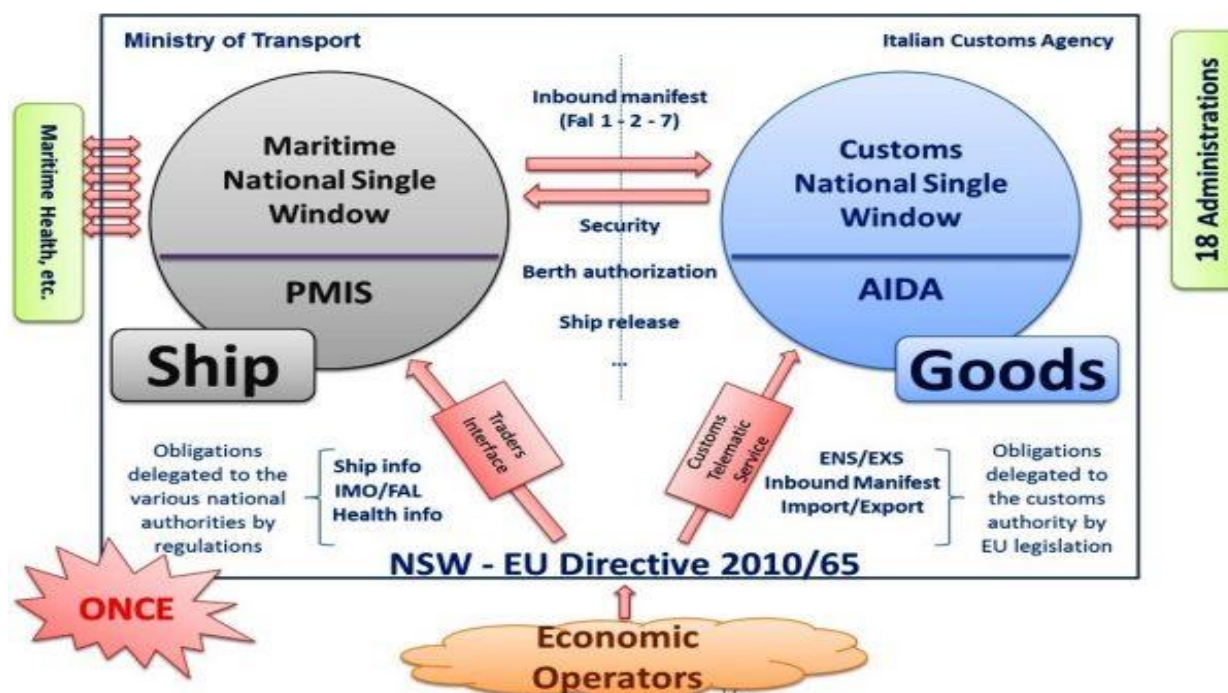 Ministry of Transport
Italian Customs Agency
Maritime Health, etc.
Maritime
National Single
Window
PMIS
Ship
Inbound manifest
(Fal 1 - 2 - 7)
Security
Berth authorization
Ship release
...
Customs
National Single
Window
AIDA
Goods
18 Administrations
Traders
Interface
Customs
Telematic
Service
Obligations
delegated to the
various national
authorities by
regulations
Ship info
IMO/FAL
Health info
ENS/EXS
Inbound Manifest
Import/Export
Obligations
delegated to
the customs
authority by
EU legislation
NSW - EU Directive 2010/65
ONCE
Economic
Operators